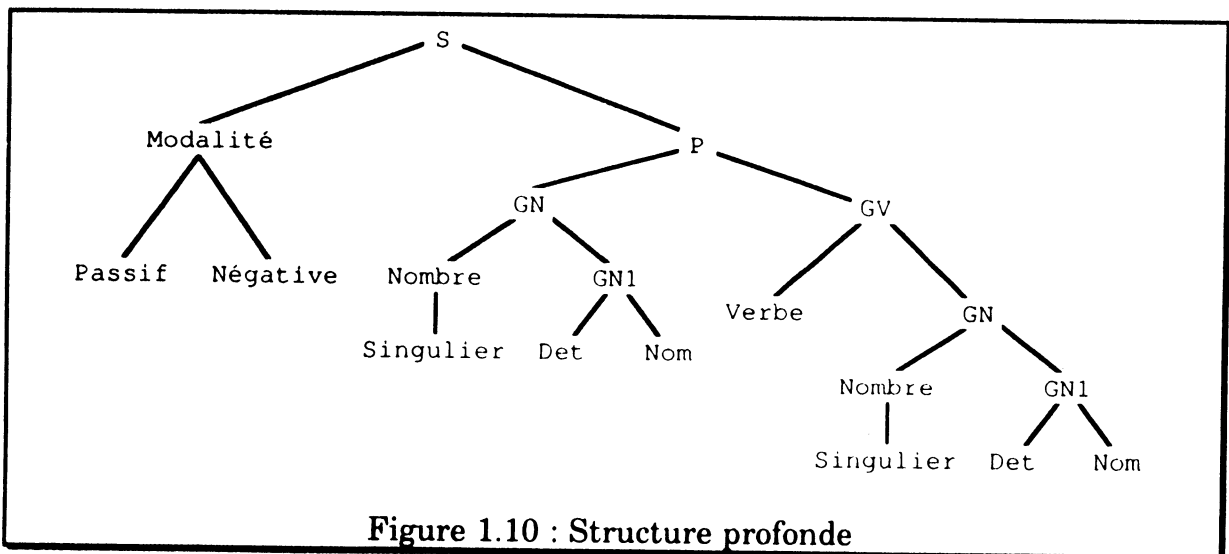 S
Modalité
P
GN
GV
Passif Négative Nombre GN1
Verbe GN
Singulier Det Nom
Nombre GN1
Singulier Det Nom
Figure 1.10 : Structure profonde